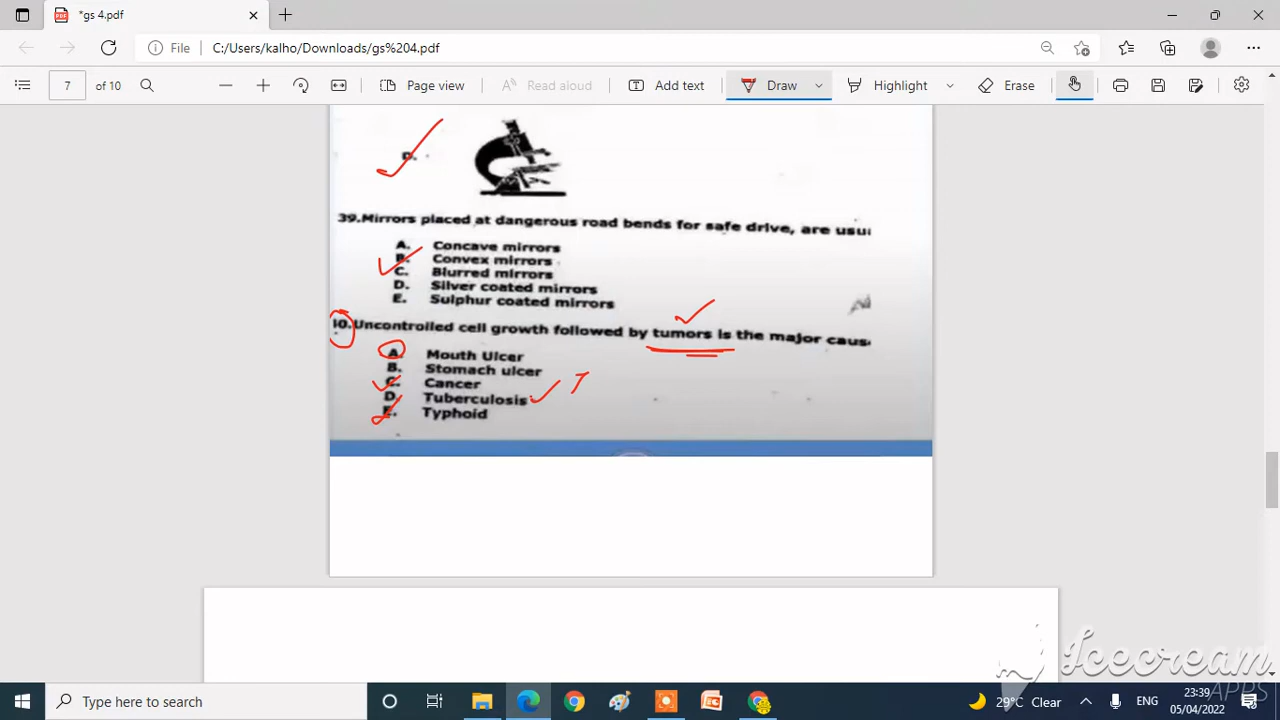 *gs 4.pdf
File
C:/Users/kalho/Downloads/gs%204.pdf
7 of 10
Page view
Read aloud
Add text
Draw
Highlight
Erase
D.
39.Mirrors placed at dangerous road bends for safe drive, are usu
A. Concave mirrors
B. Convex mirrors
C. Blurred mirrors
D. Silver coated mirrors
E. Sulphur coated mirrors
40.Uncontrolled cell growth followed by tumors is the major caus
A. Mouth Ulcer
B. Stomach ulcer
C. Cancer
D. Tuberculosis
E. Typhoid
Icecream
APPS
Type here to search
29°C Clear
ENG
23:39
05/04/2022